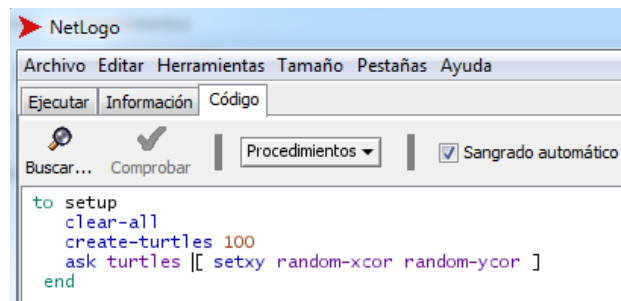 NetLogo
Archivo Editar Herramientas Tamaño Pestañas Ayuda
Ejecutar Información Código
Buscar... Comprobar Procedimientos Sangrado automático
to setup
clear-all
create-turtles 100
ask turtles [ setxy random-xcor random-ycor ]
end